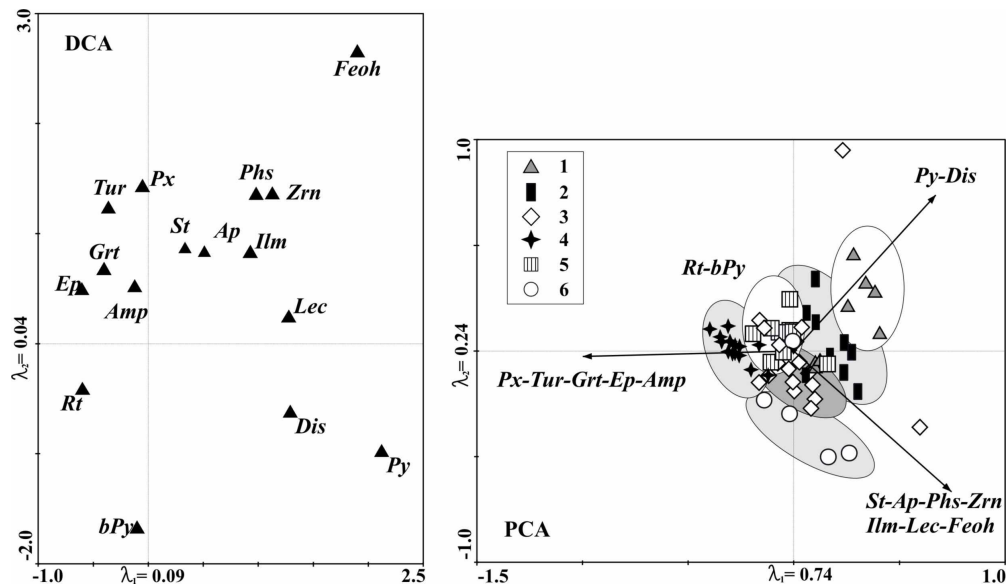 3.0
DCA
Feoh
Px
Tur
Phs
Zrn
St
Ap
Ilm
Grt
Ep
Amp
Lec
λ₂= 0.04
Rt
Dis
Py
bPy
-2.0
-1.0
λ₁= 0.09
2.5
1.0
1
2
3
4
5
6
Py-Dis
Rt-bPy
λ₂= 0.24
Px-Tur-Grt-Ep-Amp
St-Ap-Phs-Zrn
Ilm-Lec-Feoh
PCA
-1.0
-1.5
λ₁= 0.74
1.0